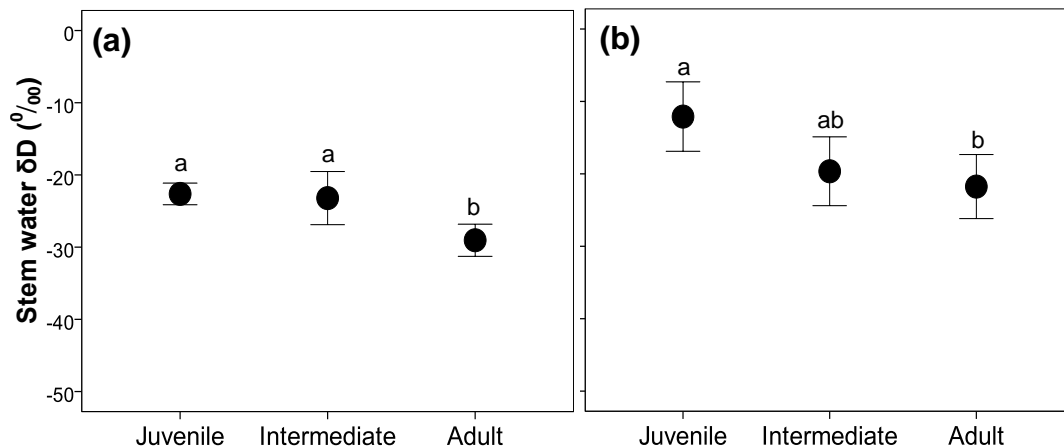 (a)
(b)
Stem water δD (⁰/₀₀)
0
-10
-20
-30
-40
-50
a
a
b
a
ab
b
Juvenile Intermediate Adult
Juvenile Intermediate Adult